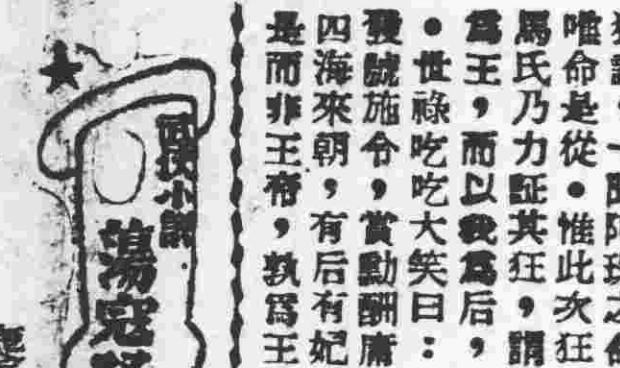 唯命是從●惟此次狂
馬氏乃力証其狂，謂
爲王，而以我爲后，
●世祿吃吃大笑曰：
發號施令，賞勳酬庸
四海來朝，有后有妃
是而非王帝，孰爲王
武俠小說
蕩寇